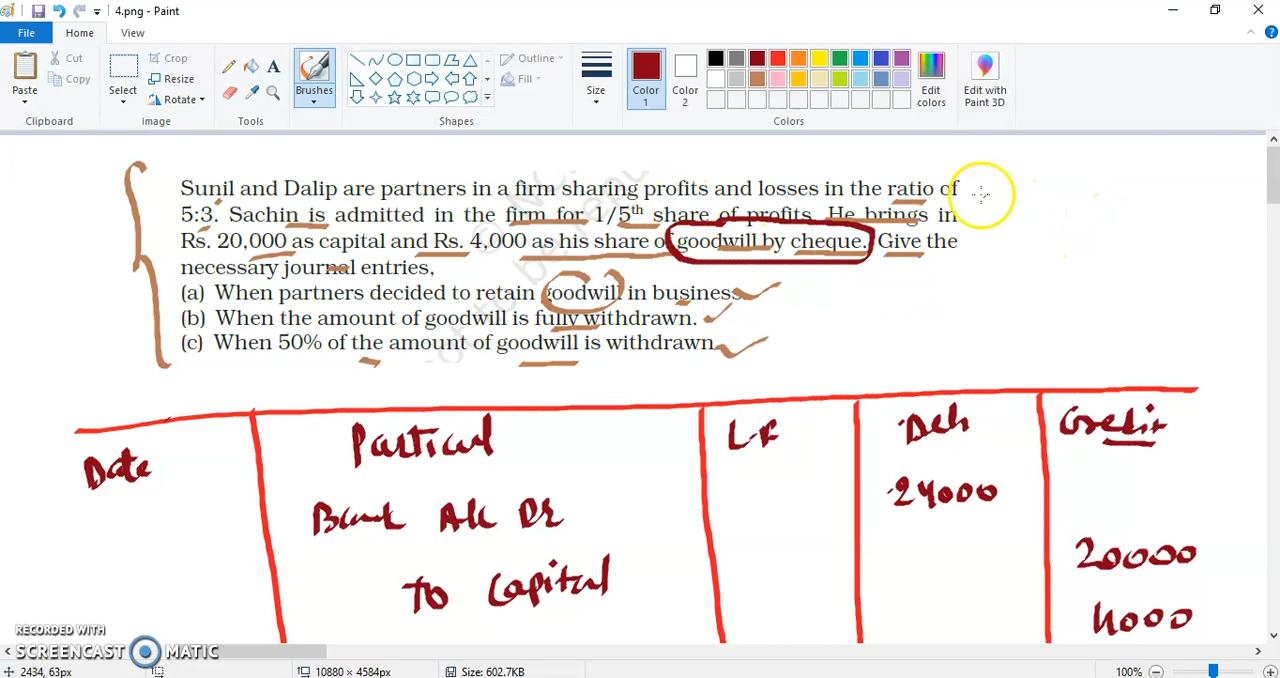 4.png - Paint
File Home View
Paste Cut Copy Select Crop Resize Rotate Brushes Outline Fill Size Color 1 Color 2 Edit colors Edit with Paint 3D
Clipboard Image Tools Shapes Colors
Sunil and Dalip are partners in a firm sharing profits and losses in the ratio of
5:3. Sachin is admitted in the firm for 1/5th share of profits. He brings in
Rs. 20,000 as capital and Rs. 4,000 as his share of goodwill by cheque. Give the
necessary journal entries,
(a) When partners decided to retain goodwill in business.
(b) When the amount of goodwill is fully withdrawn.
(c) When 50% of the amount of goodwill is withdrawn.
Date Particul L.F Deb Credit
Bank A/c Dr 24000
To Capital 20000
4000
RECORDED WITH
SCREENCAST MATIC
2434, 63px 10880 × 4584px Size: 602.7KB 100%